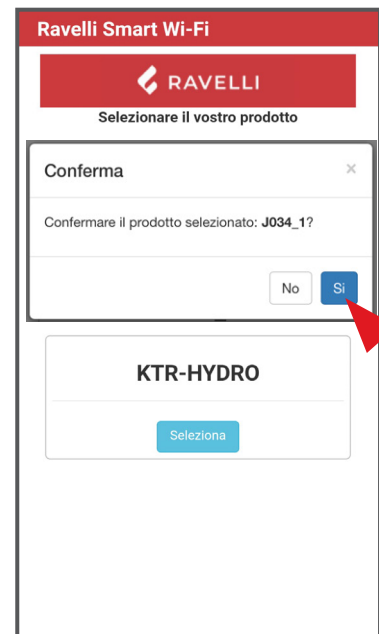 Ravelli Smart Wi-Fi
RAVELLI
Selezionare il vostro prodotto
Conferma ×
Confermare il prodotto selezionato: J034_1?
No Si
KTR-HYDRO
Seleziona